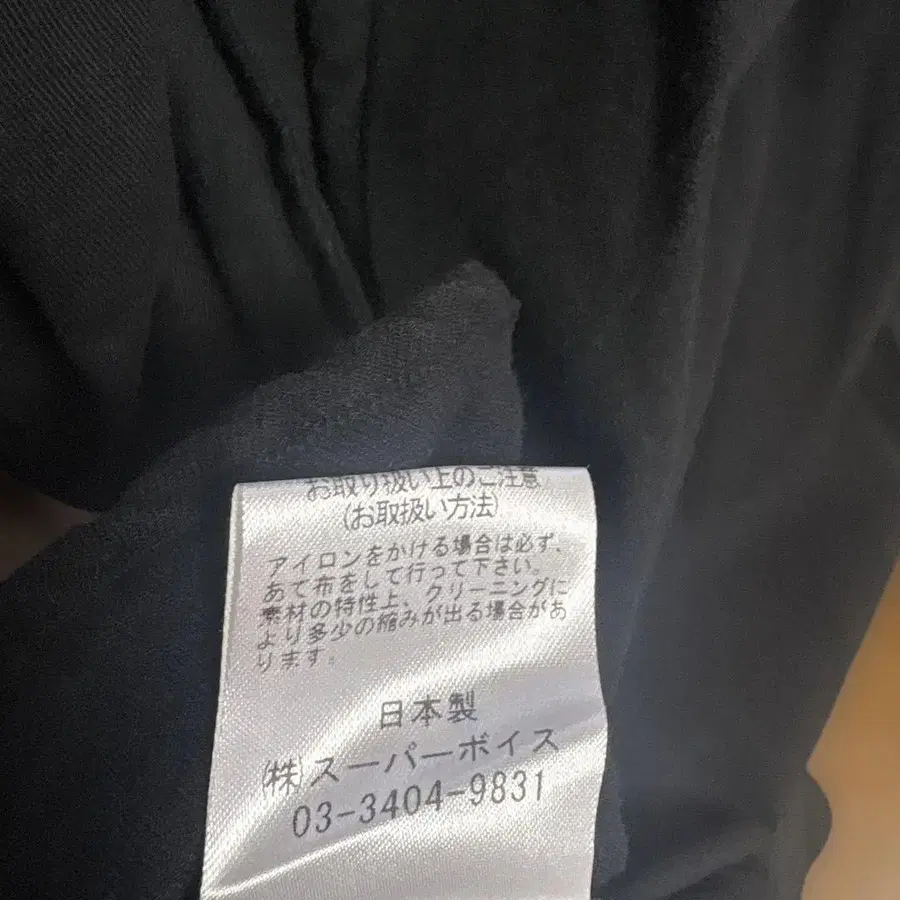 お取り扱い上のご注意
(お取扱い方法)
アイロンをかける場合は必ず、
あて布をして行って下さい。
素材の特性上、クリーニングに
より多少の縮みが出る場合があ
ります。
日本製
(株)スーパーボイス
03-3404-9831